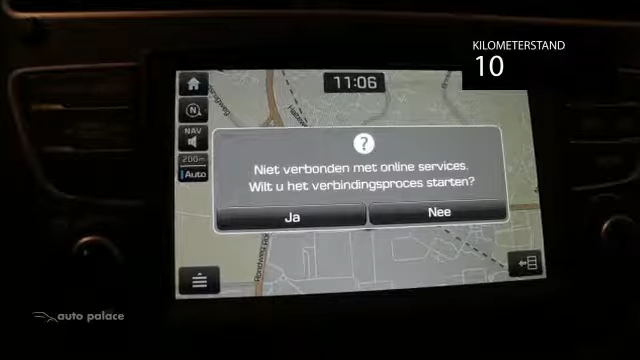 KILOMETERSTAND
10
11:06
N
NAV
200m
Auto
?
Niet verbonden met online services.
Wilt u het verbindingsproces starten?
Ja
Nee
Rondweg
auto palace